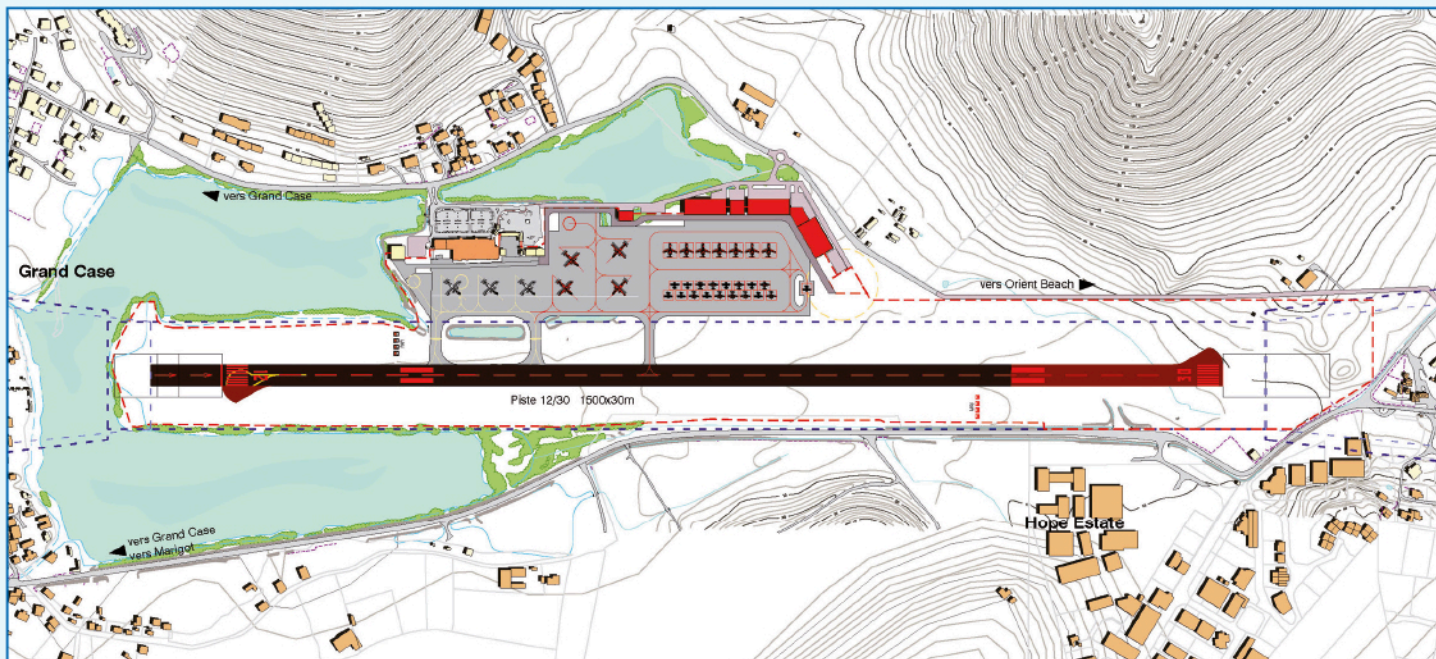 vers Grand Case
Grand Case
vers Orient Beach
Piste 12/30 1500x30m
Hope Estate
vers Grand Case
vers Marigot